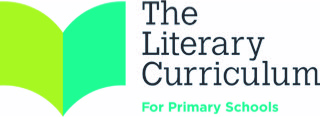 The
Literary
Curriculum
For Primary Schools